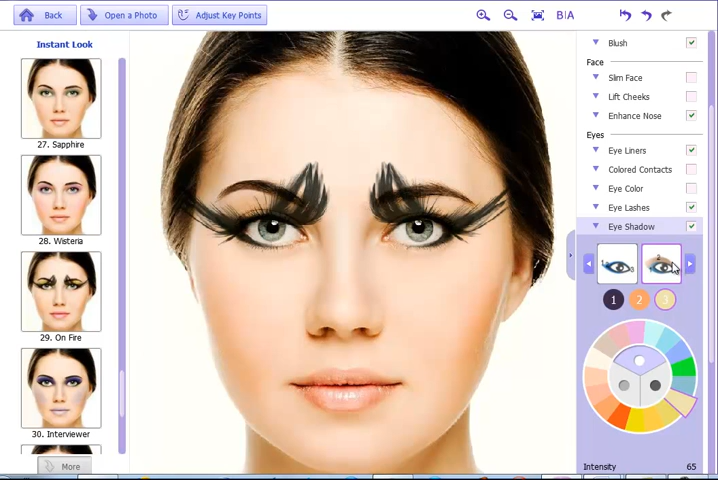 Back
Open a Photo
Adjust Key Points
B|A
Instant Look
27. Sapphire
28. Wisteria
29. On Fire
30. Interviewer
More
Blush
Face
Slim Face
Lift Cheeks
Enhance Nose
Eyes
Eye Liners
Colored Contacts
Eye Color
Eye Lashes
Eye Shadow
1 2 3
Intensity 65